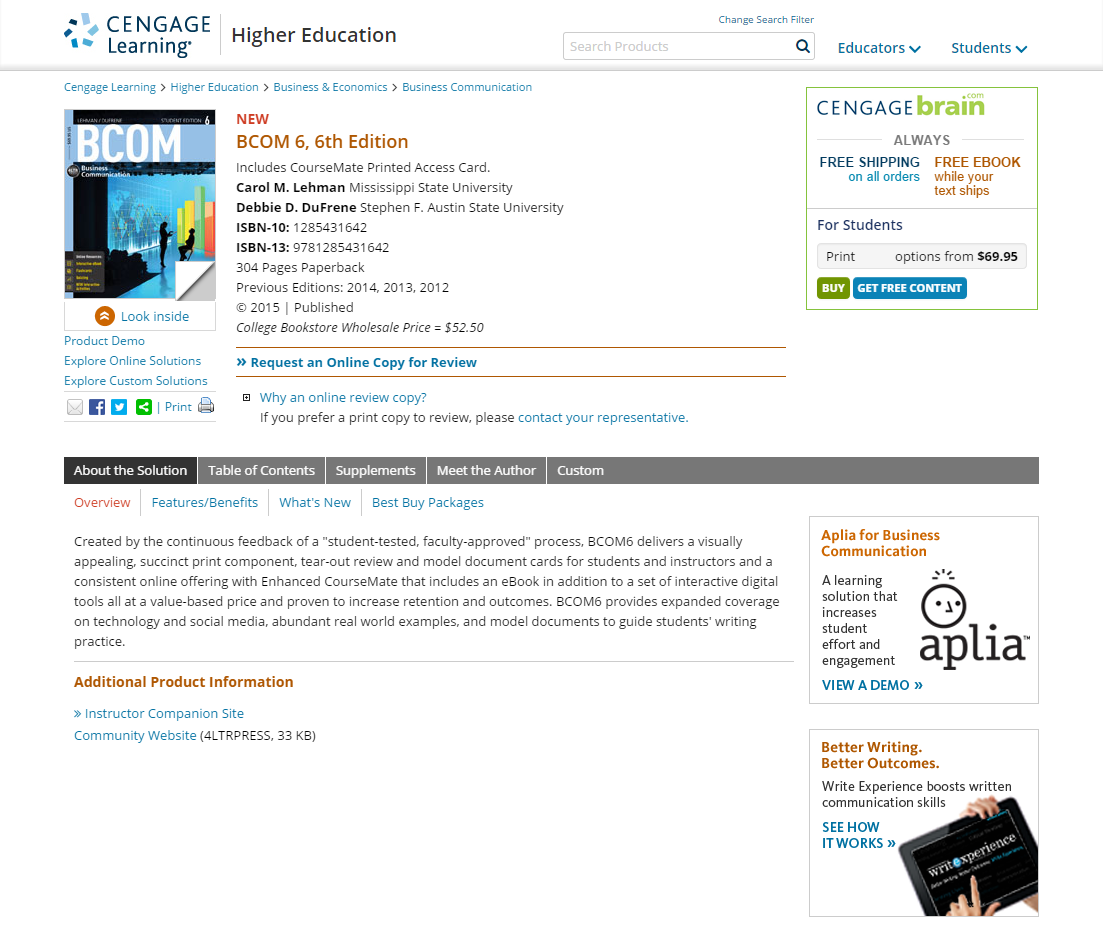 CENGAGE
Learning
Higher Education
Change Search Filter
Search Products
Educators
Students
Cengage Learning > Higher Education > Business & Economics > Business Communication
LEHMAN / DUFRENE STUDENT EDITION 6
BCOM
Business
Communication
Look inside
Product Demo
Explore Online Solutions
Explore Custom Solutions
| Print
NEW
BCOM 6, 6th Edition
Includes CourseMate Printed Access Card.
Carol M. Lehman Mississippi State University
Debbie D. DuFrene Stephen F. Austin State University
ISBN-10: 1285431642
ISBN-13: 9781285431642
304 Pages Paperback
Previous Editions: 2014, 2013, 2012
© 2015 | Published
College Bookstore Wholesale Price = $52.50
» Request an Online Copy for Review
Why an online review copy?
If you prefer a print copy to review, please contact your representative.
CENGAGEbrain.com
ALWAYS
FREE SHIPPING
on all orders
FREE EBOOK
while your
text ships
For Students
Print options from $69.95
BUY GET FREE CONTENT
About the Solution Table of Contents Supplements Meet the Author Custom
Overview Features/Benefits What's New Best Buy Packages
Created by the continuous feedback of a "student-tested, faculty-approved" process, BCOM6 delivers a visually
appealing, succinct print component, tear-out review and model document cards for students and instructors and a
consistent online offering with Enhanced CourseMate that includes an eBook in addition to a set of interactive digital
tools all at a value-based price and proven to increase retention and outcomes. BCOM6 provides expanded coverage
on technology and social media, abundant real world examples, and model documents to guide students' writing
practice.
Additional Product Information
» Instructor Companion Site
Community Website (4LTRPRESS, 33 KB)
Aplia for Business
Communication
A learning
solution that
increases
student
effort and
engagement
aplia™
VIEW A DEMO »
Better Writing.
Better Outcomes.
Write Experience boosts written
communication skills
SEE HOW
IT WORKS »
writexperience